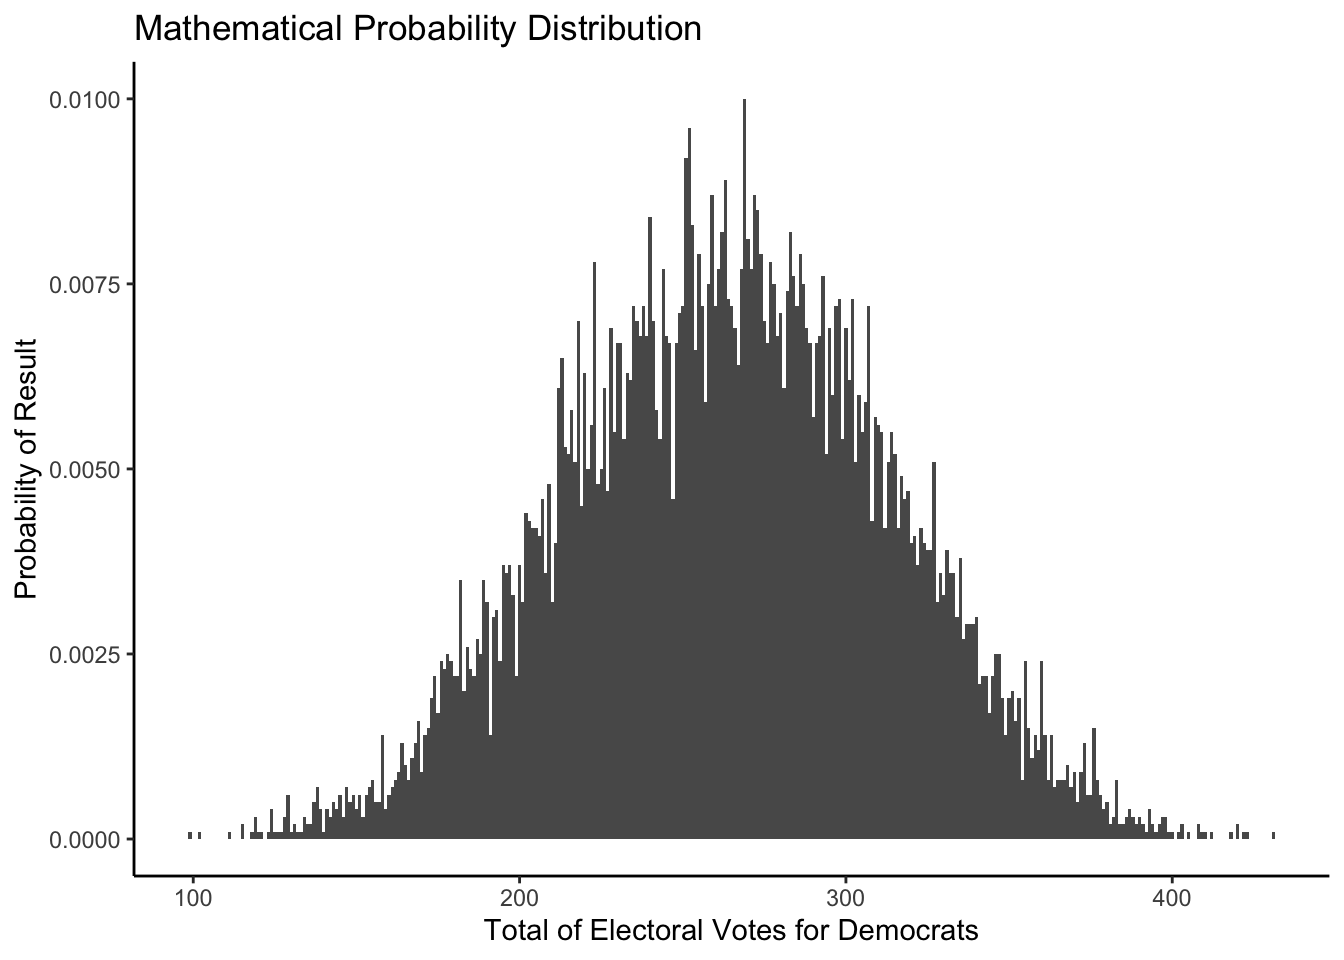 Mathematical Probability Distribution
0.0100
0.0075
0.0050
0.0025
0.0000
Probability of Result
100 200 300 400
Total of Electoral Votes for Democrats